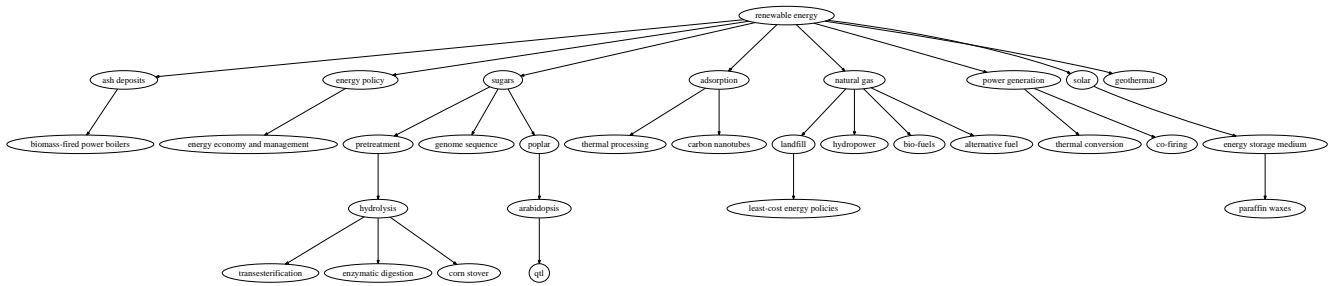 renewable energy
ash deposits
energy policy
sugars
adsorption
natural gas
power generation
solar
geothermal
biomass-fired power boilers
energy economy and management
pretreatment
genome sequence
poplar
thermal processing
carbon nanotubes
landfill
hydropower
bio-fuels
alternative fuel
thermal conversion
co-firing
energy storage medium
hydrolysis
arabidopsis
least-cost energy policies
paraffin waxes
transesterification
enzymatic digestion
corn stover
qtl